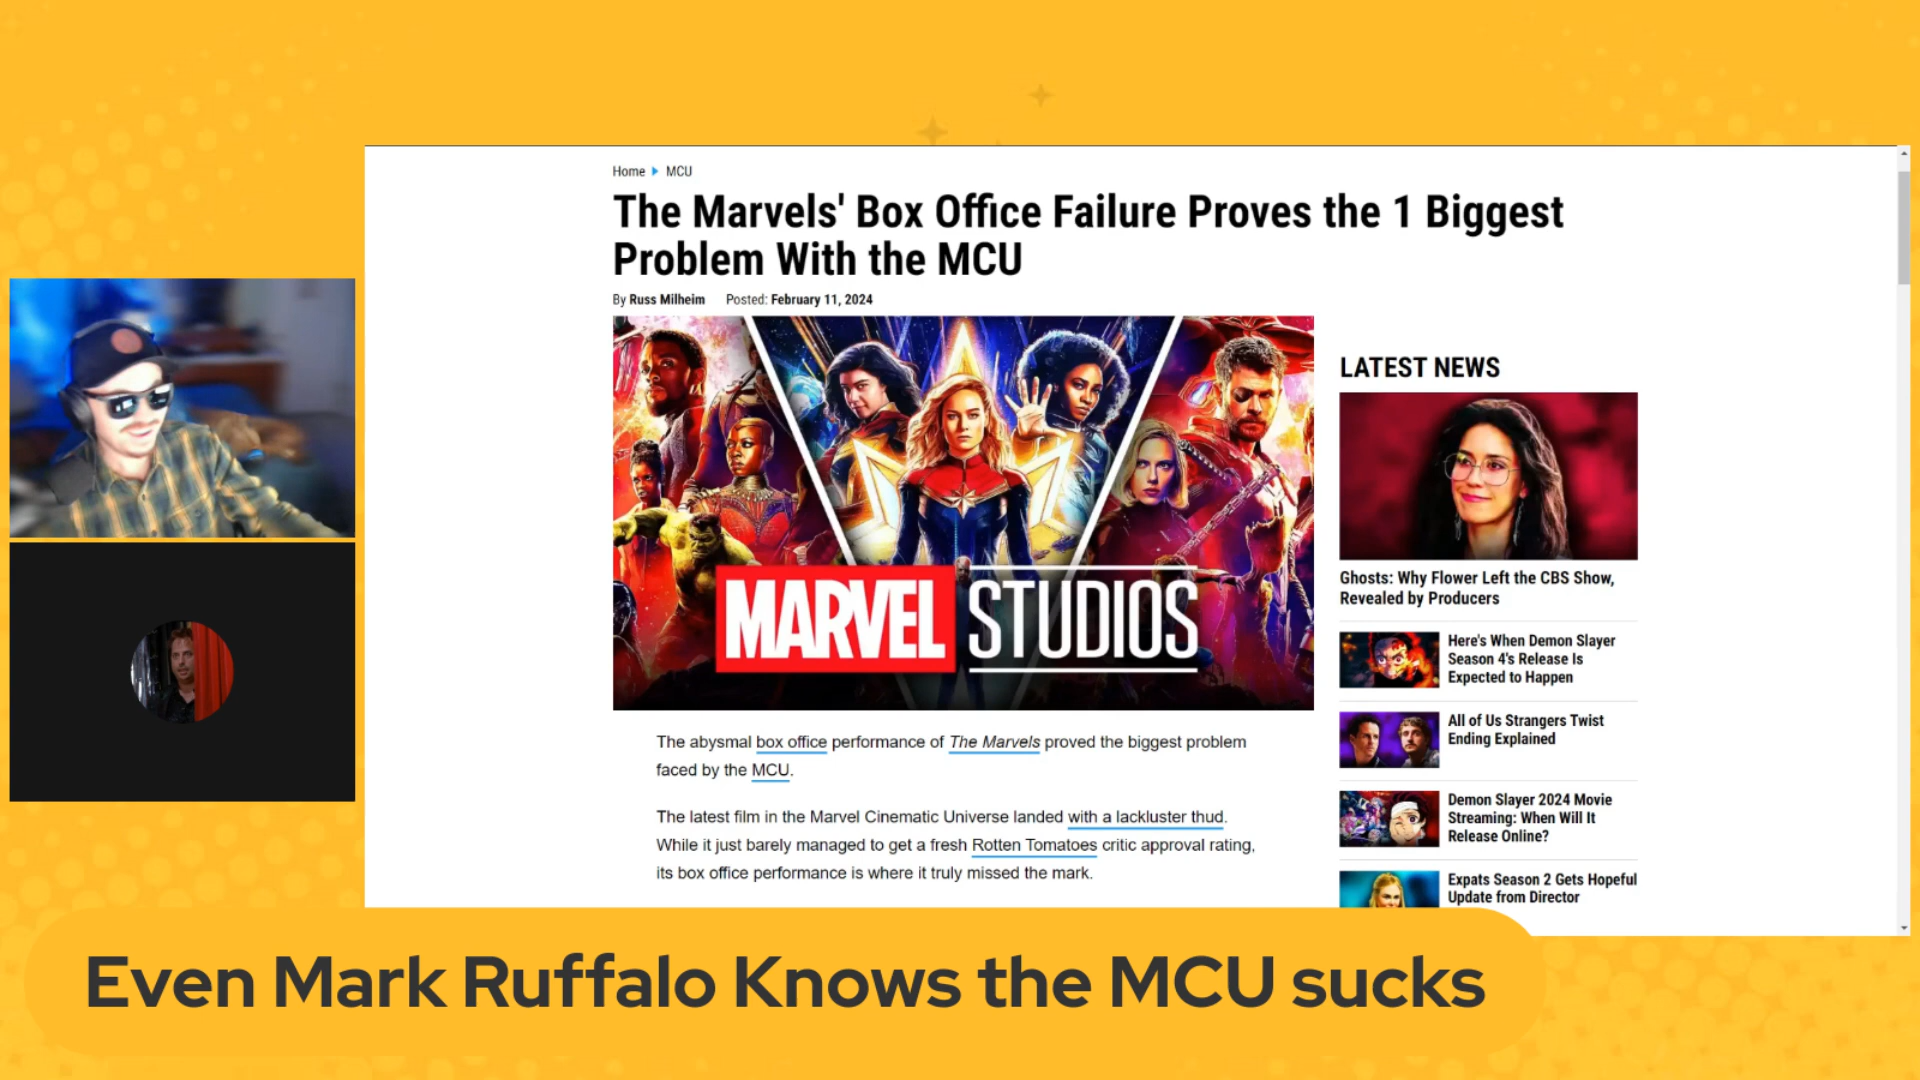 Home MCU
The Marvels' Box Office Failure Proves the 1 Biggest
Problem With the MCU
By Russ Milheim Posted: February 11, 2024
MARVEL STUDIOS
The abysmal box office performance of The Marvels proved the biggest problem
faced by the MCU.
The latest film in the Marvel Cinematic Universe landed with a lackluster thud.
While it just barely managed to get a fresh Rotten Tomatoes critic approval rating,
its box office performance is where it truly missed the mark.
LATEST NEWS
Ghosts: Why Flower Left the CBS Show,
Revealed by Producers
Here's When Demon Slayer
Season 4's Release Is
Expected to Happen
All of Us Strangers Twist
Ending Explained
Demon Slayer 2024 Movie
Streaming: When Will It
Release Online?
Expats Season 2 Gets Hopeful
Update from Director
Even Mark Ruffalo Knows the MCU sucks